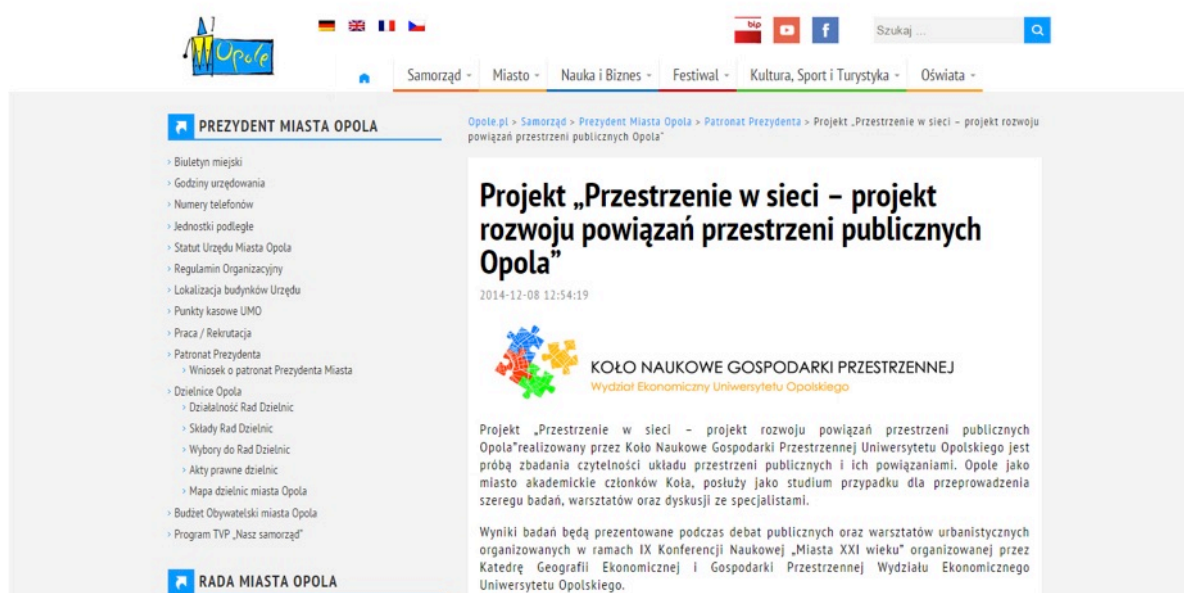 Opole
bip
Szukaj ...
Samorząd
Miasto
Nauka i Biznes
Festiwal
Kultura, Sport i Turystyka
Oświata
PREZYDENT MIASTA OPOLA
Biuletyn miejski
Godziny urzędowania
Numery telefonów
Jednostki podległe
Statut Urzędu Miasta Opola
Regulamin Organizacyjny
Lokalizacja budynków Urzędu
Punkty kasowe UMO
Praca / Rekrutacja
Patronat Prezydenta
Wniosek o patronat Prezydenta Miasta
Dzielnice Opola
Działalność Rad Dzielnic
Składy Rad Dzielnic
Wybory do Rad Dzielnic
Akty prawne dzielnic
Mapa dzielnic miasta Opola
Budżet Obywatelski miasta Opola
Program TVP „Nasz samorząd"
RADA MIASTA OPOLA
Opole.pl > Samorząd > Prezydent Miasta Opola > Patronat Prezydenta > Projekt „Przestrzenie w sieci – projekt rozwoju
powiązań przestrzeni publicznych Opola”
Projekt „Przestrzenie w sieci – projekt
rozwoju powiązań przestrzeni publicznych
Opola”
2014-12-08 12:54:19
KOŁO NAUKOWE GOSPODARKI PRZESTRZENNEJ
Wydział Ekonomiczny Uniwersytetu Opolskiego
Projekt „Przestrzenie w sieci – projekt rozwoju powiązań przestrzeni publicznych
Opola”realizowany przez Koło Naukowe Gospodarki Przestrzennej Uniwersytetu Opolskiego jest
próbą zbadania czytelności układu przestrzeni publicznych i ich powiązaniami. Opole jako
miasto akademickie członków Koła, posłuży jako studium przypadku dla przeprowadzenia
szeregu badań, warsztatów oraz dyskusji ze specjalistami.
Wyniki badań będą prezentowane podczas debat publicznych oraz warsztatów urbanistycznych
organizowanych w ramach IX Konferencji Naukowej „Miasta XXI wieku” organizowanej przez
Katedrę Geografii Ekonomicznej i Gospodarki Przestrzennej Wydziału Ekonomicznego
Uniwersytetu Opolskiego.